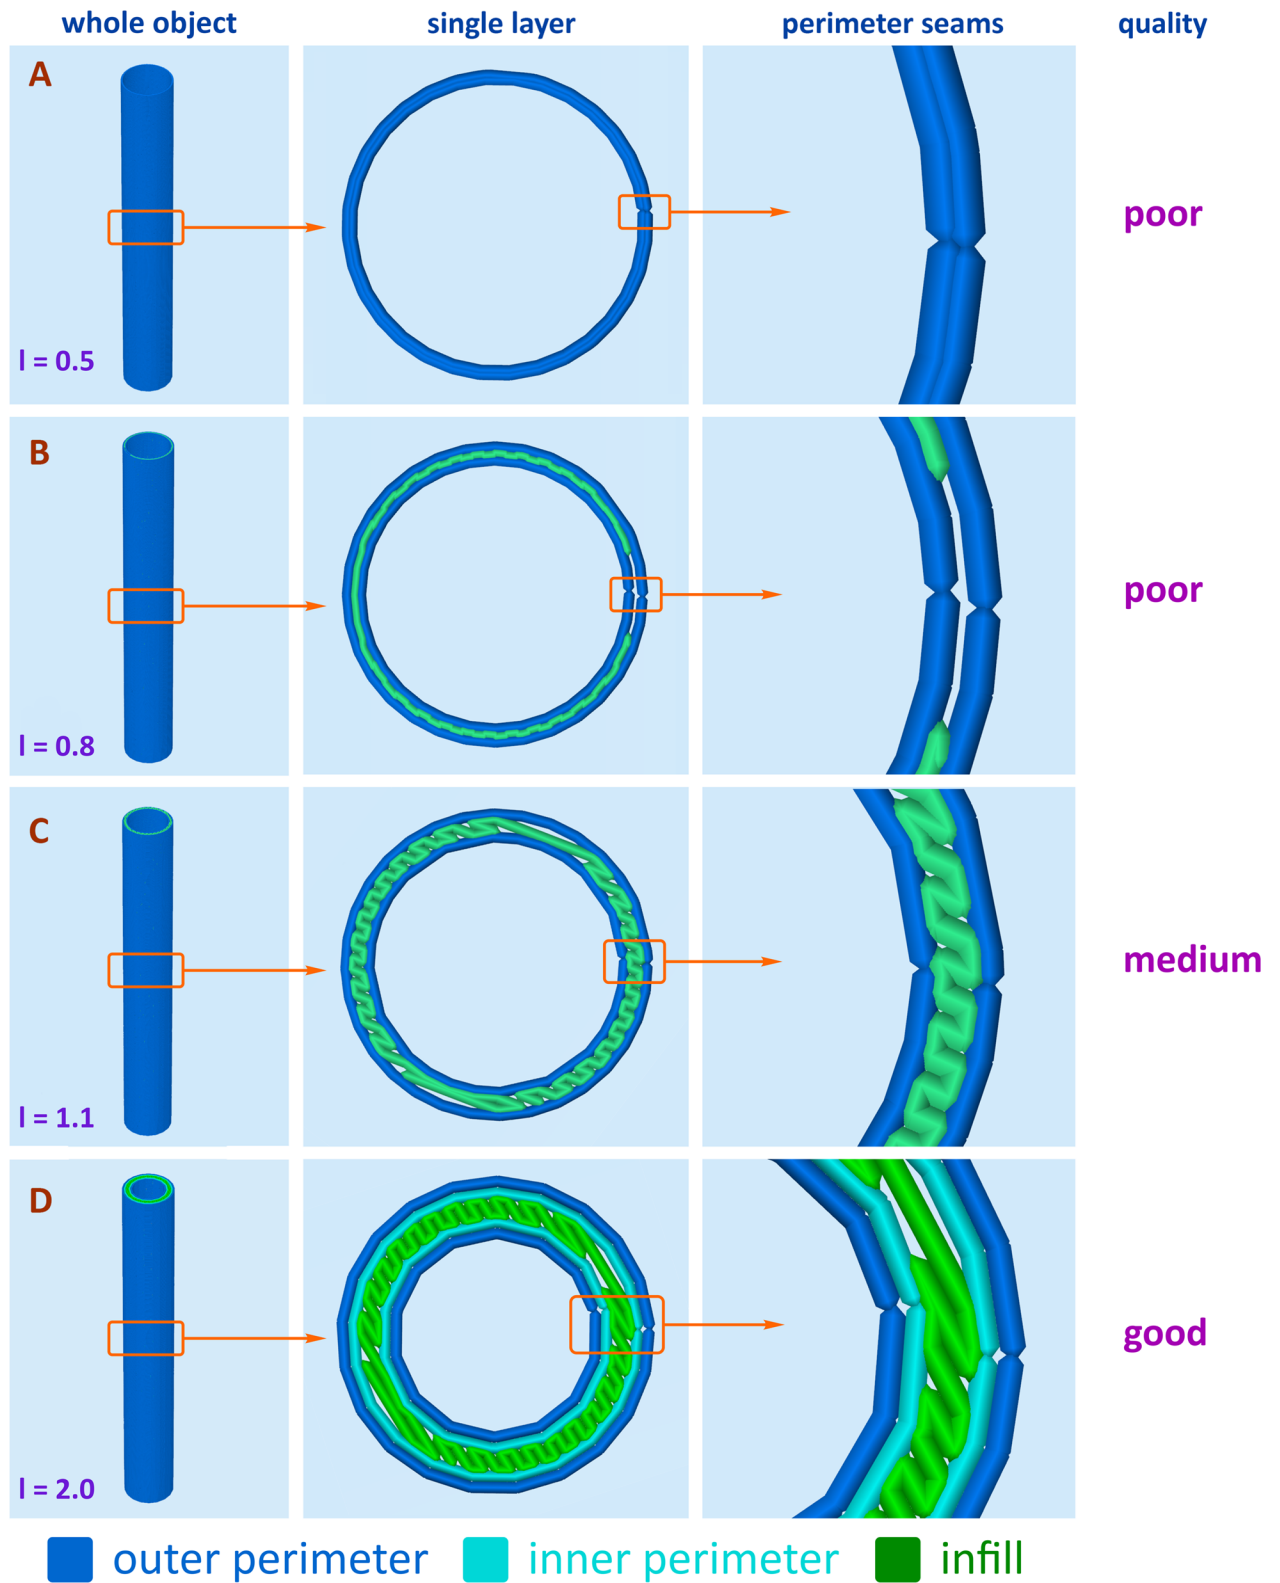 whole object single layer perimeter seams quality
A
poor
l = 0.5
B
poor
l = 0.8
C
medium
l = 1.1
D
good
l = 2.0
outer perimeter inner perimeter infill